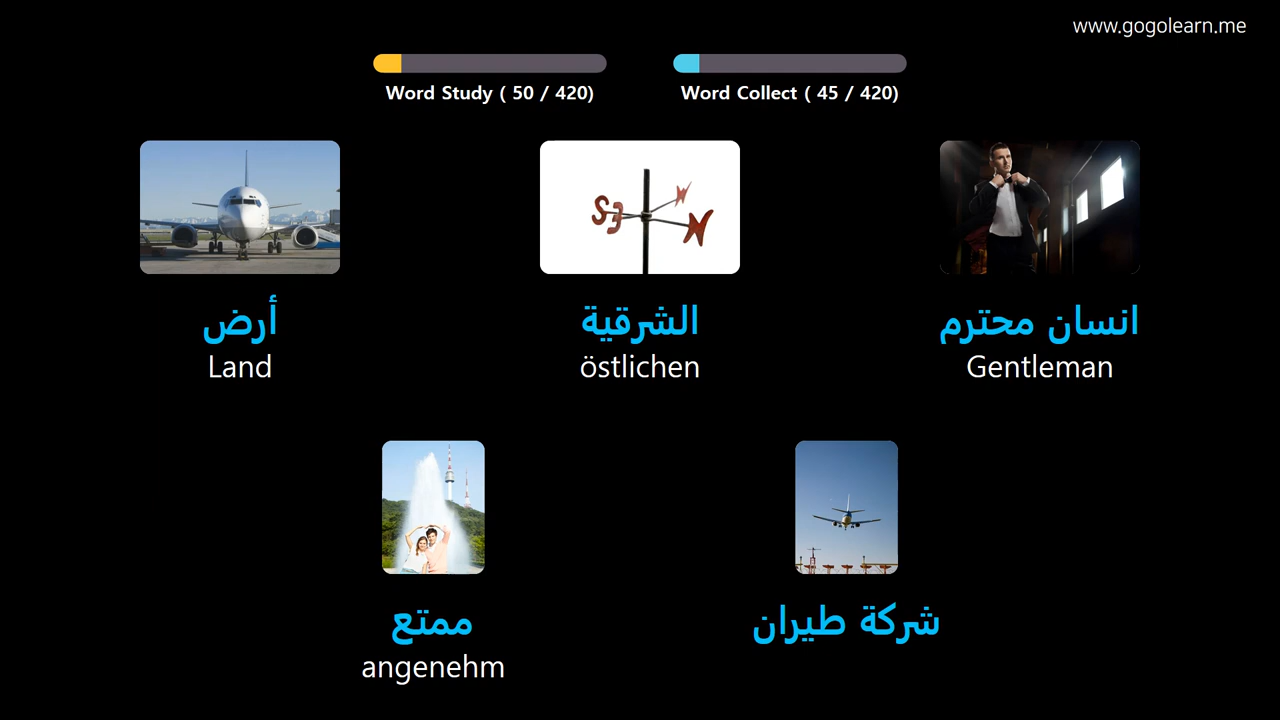 www.gogolearn.me
Word Study ( 50 / 420)
Word Collect ( 45 / 420)
أرض
Land
الشرقية
östlichen
انسان محترم
Gentleman
ممتع
angenehm
شركة طيران